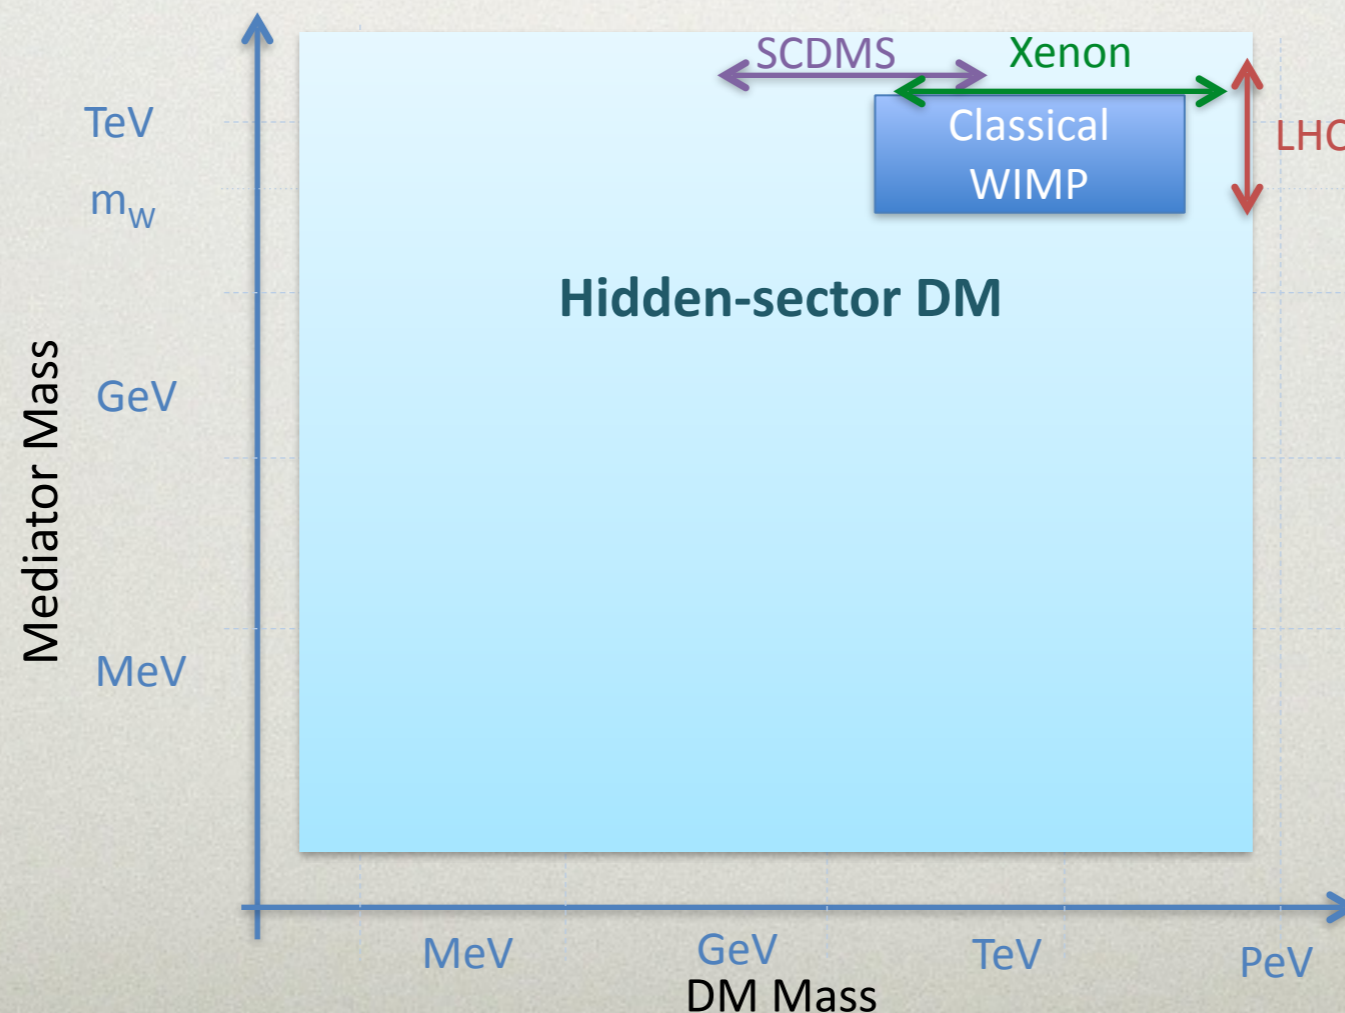 SCDMS
Xenon
TeV
Classical
WIMP
LHC
m_W
Hidden-sector DM
GeV
Mediator Mass
MeV
MeV
GeV
TeV
PeV
DM Mass